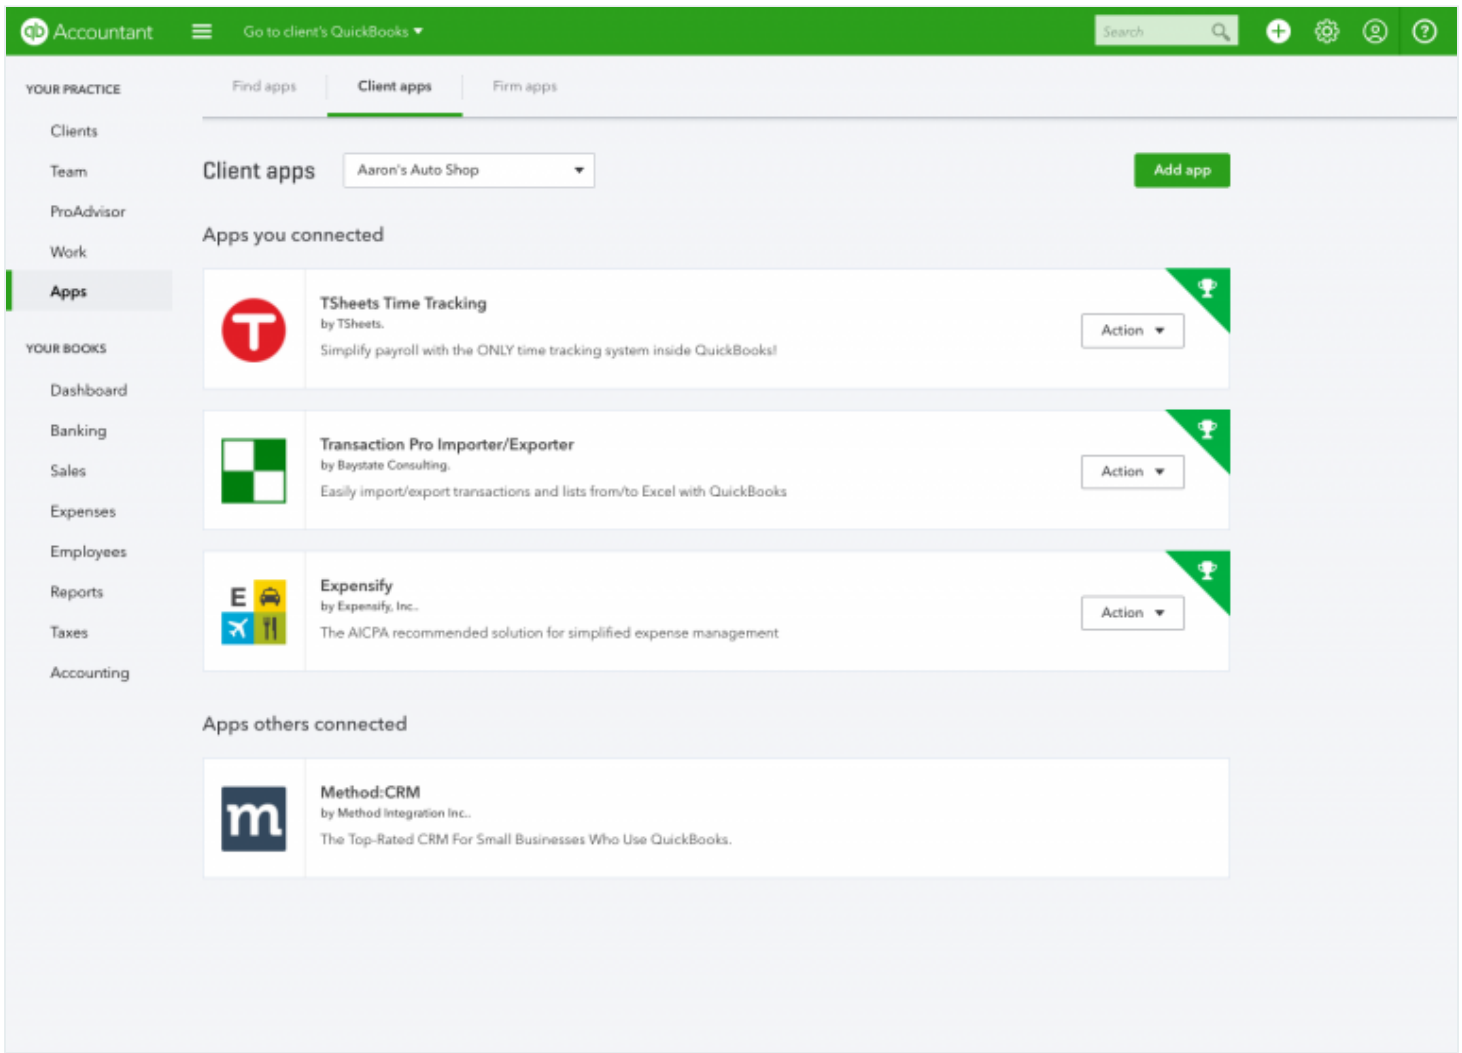 qb Accountant
Go to client's QuickBooks
Search
YOUR PRACTICE
Clients
Team
ProAdvisor
Work
Apps
YOUR BOOKS
Dashboard
Banking
Sales
Expenses
Employees
Reports
Taxes
Accounting
Find apps
Client apps
Firm apps
Client apps
Aaron's Auto Shop
Add app
Apps you connected
T
TSheets Time Tracking
by TSheets.
Simplify payroll with the ONLY time tracking system inside QuickBooks!
Action
Transaction Pro Importer/Exporter
by Baystate Consulting.
Easily import/export transactions and lists from/to Excel with QuickBooks
Action
E
Expensify
by Expensify, Inc..
The AICPA recommended solution for simplified expense management
Action
Apps others connected
m
Method:CRM
by Method Integration Inc..
The Top-Rated CRM For Small Businesses Who Use QuickBooks.